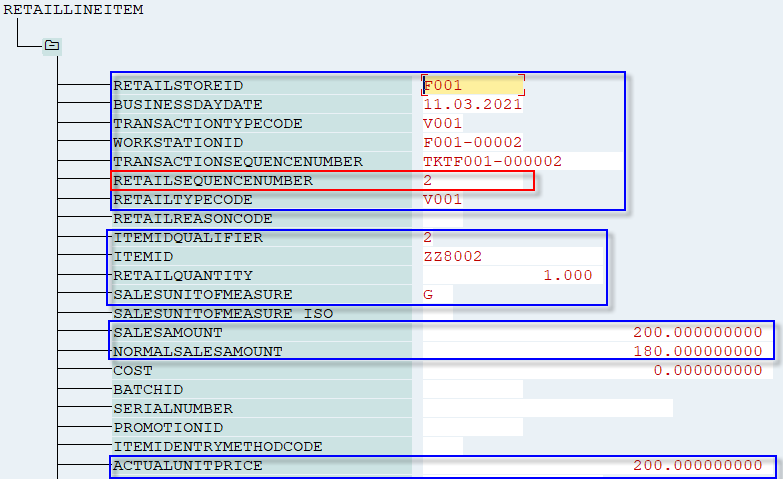 RETAILLINEITEM
RETAILSTOREID F001
BUSINESSDAYDATE 11.03.2021
TRANSACTIONTYPECODE V001
WORKSTATIONID F001-00002
TRANSACTIONSEQUENCENUMBER TKTF001-000002
RETAILSEQUENCENUMBER 2
RETAILTYPECODE V001
RETAILREASONCODE
ITEMIDQUALIFIER 2
ITEMID ZZ8002
RETAILQUANTITY 1.000
SALESUNITOFMEASURE G
SALESUNITOFMEASURE_ISO
SALESAMOUNT 200.000000000
NORMALSALESAMOUNT 180.000000000
COST 0.000000000
BATCHID
SERIALNUMBER
PROMOTIONID
ITEMIDENTRYMETHODCODE
ACTUALUNITPRICE 200.000000000